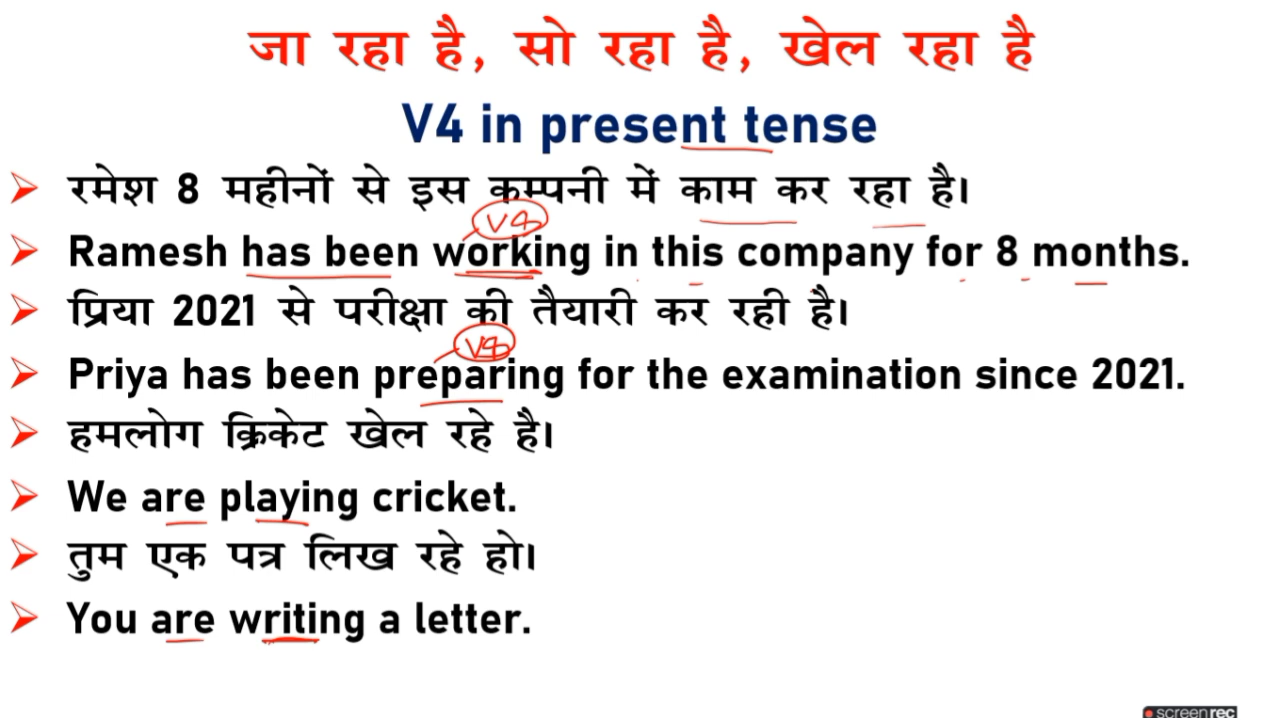 जा रहा है, सो रहा है, खेल रहा है
V4 in present tense
रमेश 8 महीनों से इस कम्पनी में काम कर रहा है।
V4
Ramesh has been working in this company for 8 months.
प्रिया 2021 से परीक्षा की तैयारी कर रही है।
V4
Priya has been preparing for the examination since 2021.
हमलोग क्रिकेट खेल रहे है।
We are playing cricket.
तुम एक पत्र लिख रहे हो।
You are writing a letter.
screenrec